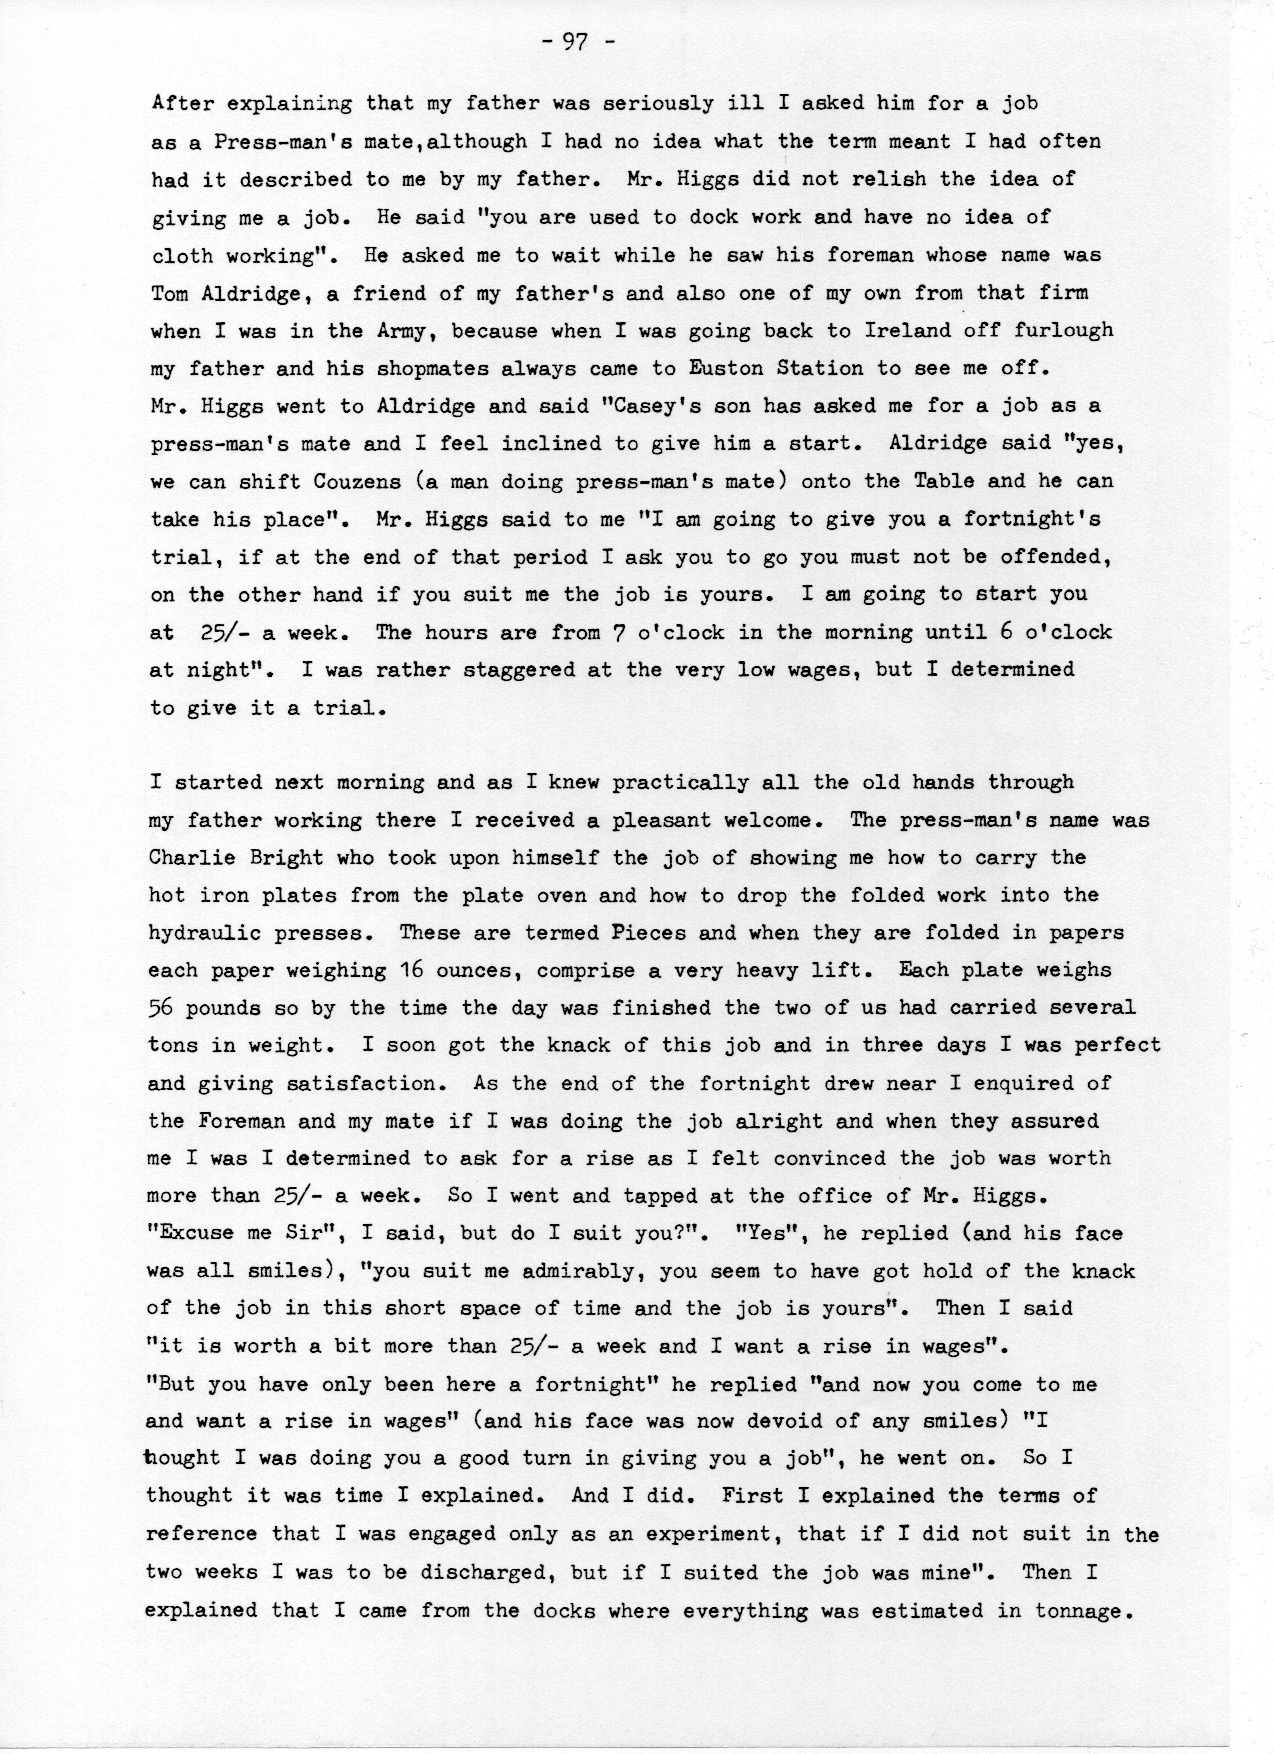 - 97 -
After explaining that my father was seriously ill I asked him for a job
as a Press-man's mate,although I had no idea what the term meant I had often
had it described to me by my father. Mr. Higgs did not relish the idea of
giving me a job. He said "you are used to dock work and have no idea of
cloth working". He asked me to wait while he saw his foreman whose name was
Tom Aldridge, a friend of my father's and also one of my own from that firm
when I was in the Army, because when I was going back to Ireland off furlough
my father and his shopmates always came to Euston Station to see me off.
Mr. Higgs went to Aldridge and said "Casey's son has asked me for a job as a
press-man's mate and I feel inclined to give him a start. Aldridge said "yes,
we can shift Couzens (a man doing press-man's mate) onto the Table and he can
take his place". Mr. Higgs said to me "I am going to give you a fortnight's
trial, if at the end of that period I ask you to go you must not be offended,
on the other hand if you suit me the job is yours. I am going to start you
at 25/- a week. The hours are from 7 o'clock in the morning until 6 o'clock
at night". I was rather staggered at the very low wages, but I determined
to give it a trial.
I started next morning and as I knew practically all the old hands through
my father working there I received a pleasant welcome. The press-man's name was
Charlie Bright who took upon himself the job of showing me how to carry the
hot iron plates from the plate oven and how to drop the folded work into the
hydraulic presses. These are termed Pieces and when they are folded in papers
each paper weighing 16 ounces, comprise a very heavy lift. Each plate weighs
56 pounds so by the time the day was finished the two of us had carried several
tons in weight. I soon got the knack of this job and in three days I was perfect
and giving satisfaction. As the end of the fortnight drew near I enquired of
the Foreman and my mate if I was doing the job alright and when they assured
me I was I determined to ask for a rise as I felt convinced the job was worth
more than 25/- a week. So I went and tapped at the office of Mr. Higgs.
"Excuse me Sir", I said, but do I suit you?". "Yes", he replied (and his face
was all smiles), "you suit me admirably, you seem to have got hold of the knack
of the job in this short space of time and the job is yours". Then I said
"it is worth a bit more than 25/- a week and I want a rise in wages".
"But you have only been here a fortnight" he replied "and now you come to me
and want a rise in wages" (and his face was now devoid of any smiles) "I
thought I was doing you a good turn in giving you a job", he went on. So I
thought it was time I explained. And I did. First I explained the terms of
reference that I was engaged only as an experiment, that if I did not suit in the
two weeks I was to be discharged, but if I suited the job was mine". Then I
explained that I came from the docks where everything was estimated in tonnage.